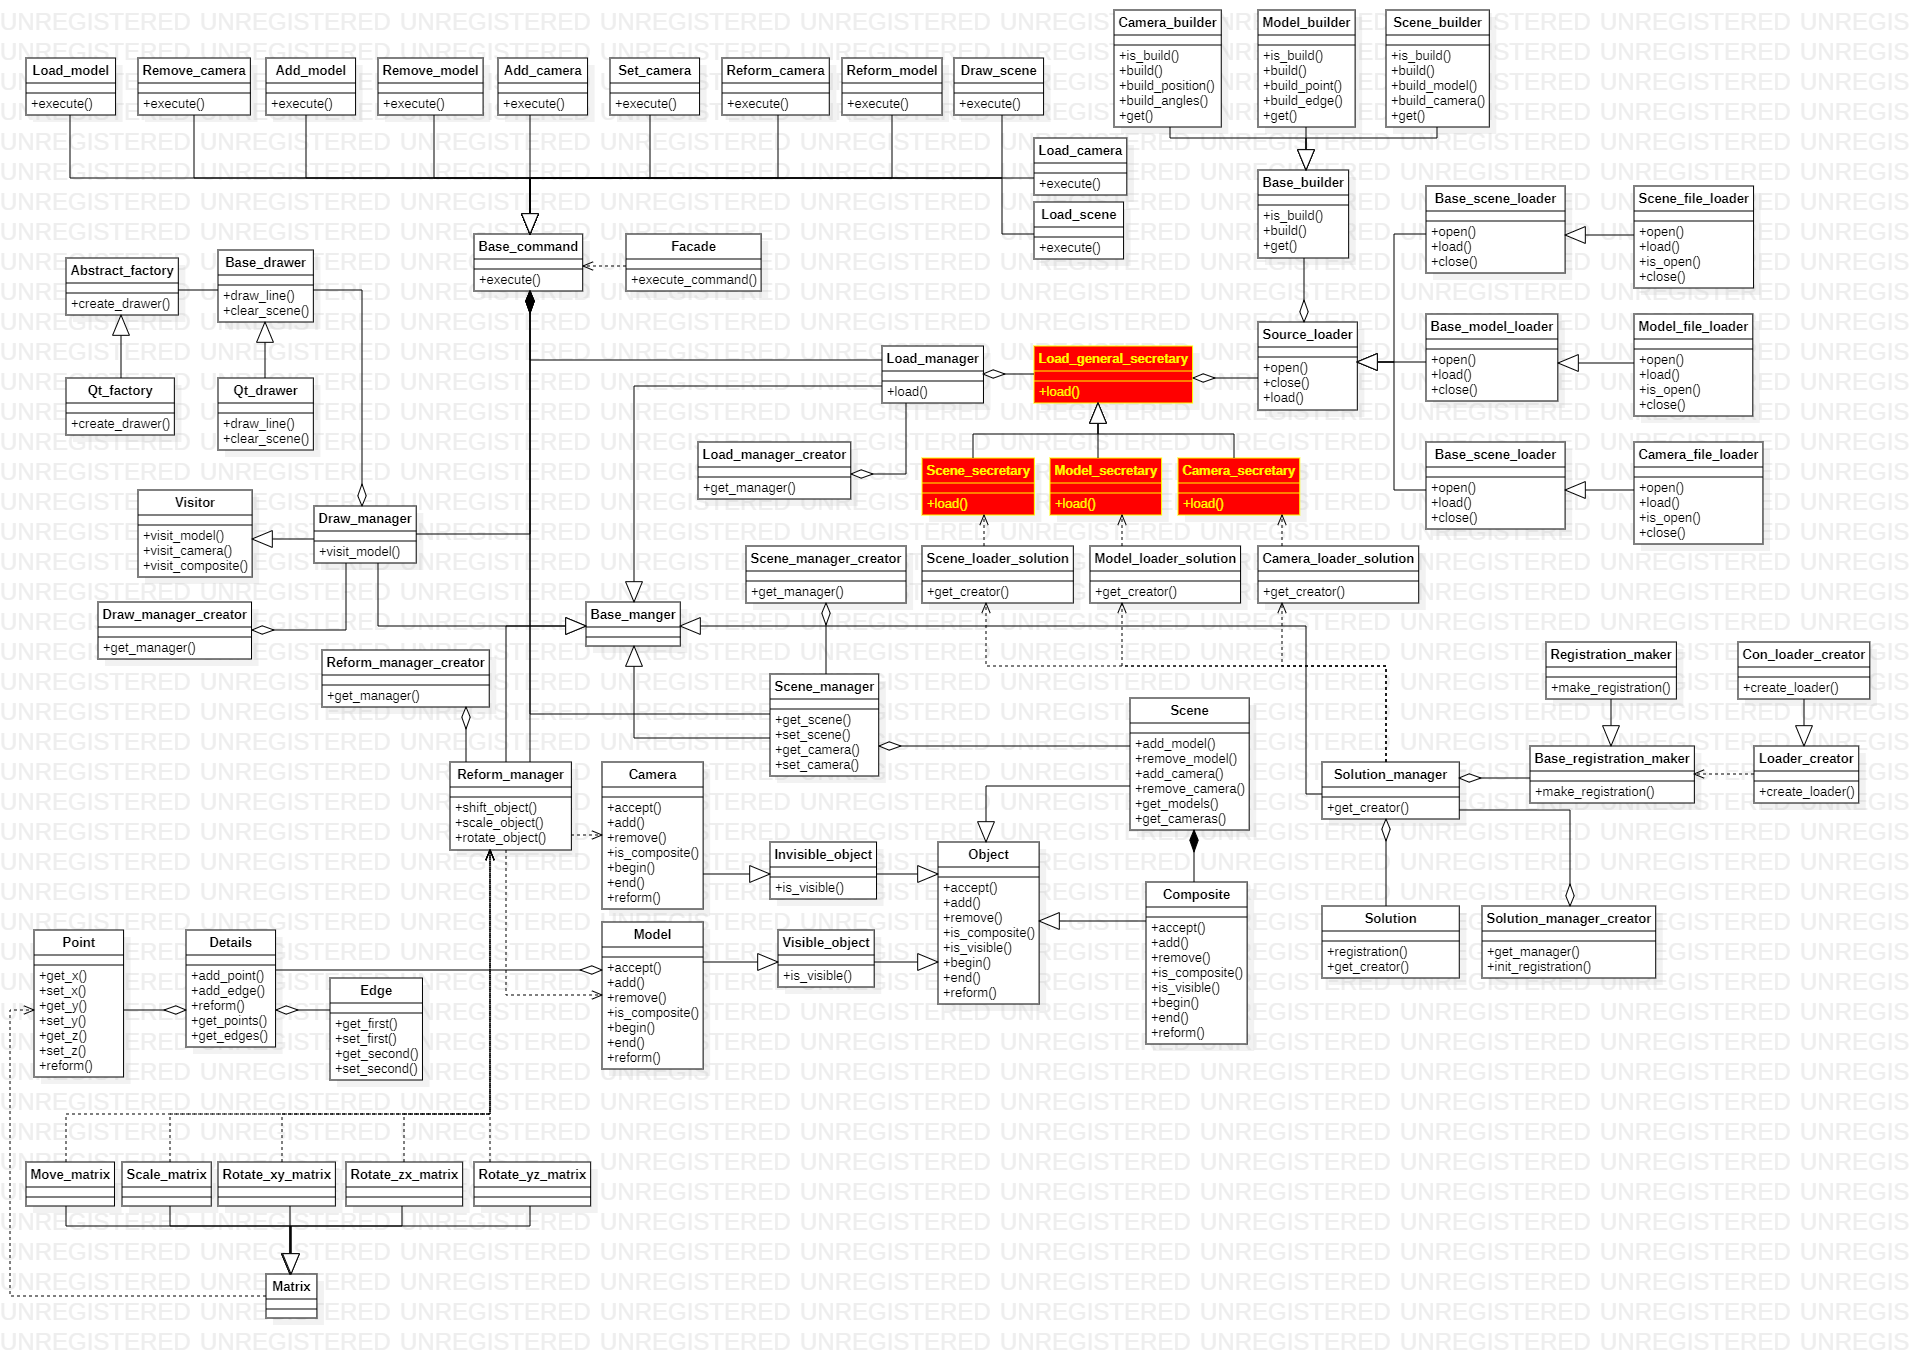 Camera_builder
+is_build()
+build()
+build_position()
+build_angles()
+get()
Model_builder
+is_build()
+build()
+build_point()
+build_edge()
+get()
Scene_builder
+is_build()
+build()
+build_model()
+build_camera()
+get()
Load_model
+execute()
Remove_camera
+execute()
Add_model
+execute()
Remove_model
+execute()
Add_camera
+execute()
Set_camera
+execute()
Reform_camera
+execute()
Reform_model
+execute()
Draw_scene
+execute()
Load_camera
+execute()
Load_scene
+execute()
Base_builder
+is_build()
+build()
+get()
Base_scene_loader
+open()
+load()
+close()
Scene_file_loader
+open()
+load()
+is_open()
+close()
Abstract_factory
+create_drawer()
Base_drawer
+draw_line()
+clear_scene()
Base_command
+execute()
Facade
+execute_command()
Qt_factory
+create_drawer()
Qt_drawer
+draw_line()
+clear_scene()
Load_manager
+load()
Load_general_secretary
+load()
Source_loader
+open()
+close()
+load()
Base_model_loader
+open()
+load()
+close()
Model_file_loader
+open()
+load()
+is_open()
+close()
Load_manager_creator
+get_manager()
Scene_secretary
+load()
Model_secretary
+load()
Camera_secretary
+load()
Base_scene_loader
+open()
+load()
+close()
Camera_file_loader
+open()
+load()
+is_open()
+close()
Visitor
+visit_model()
+visit_camera()
+visit_composite()
Draw_manager
+visit_model()
Scene_manager_creator
+get_manager()
Scene_loader_solution
+get_creator()
Model_loader_solution
+get_creator()
Camera_loader_solution
+get_creator()
Draw_manager_creator
+get_manager()
Base_manger
Reform_manager_creator
+get_manager()
Scene_manager
+get_scene()
+set_scene()
+get_camera()
+set_camera()
Scene
+add_model()
+remove_model()
+add_camera()
+remove_camera()
+get_models()
+get_cameras()
Registration_maker
+make_registration()
Con_loader_creator
+create_loader()
Reform_manager
+shift_object()
+scale_object()
+rotate_object()
Camera
+accept()
+add()
+remove()
+is_composite()
+begin()
+end()
+reform()
Solution_manager
+get_creator()
Base_registration_maker
+make_registration()
Loader_creator
+create_loader()
Invisible_object
+is_visible()
Object
+accept()
+add()
+remove()
+is_composite()
+is_visible()
+begin()
+end()
+reform()
Composite
+accept()
+add()
+remove()
+is_composite()
+is_visible()
+begin()
+end()
+reform()
Solution
+registration()
+get_creator()
Solution_manager_creator
+get_manager()
+init_registration()
Point
+get_x()
+set_x()
+get_y()
+set_y()
+get_z()
+set_z()
+reform()
Details
+add_point()
+add_edge()
+reform()
+get_points()
+get_edges()
Edge
+get_first()
+set_first()
+get_second()
+set_second()
Model
+accept()
+add()
+remove()
+is_composite()
+begin()
+end()
+reform()
Visible_object
+is_visible()
Move_matrix
Scale_matrix
Rotate_xy_matrix
Rotate_zx_matrix
Rotate_yz_matrix
Matrix